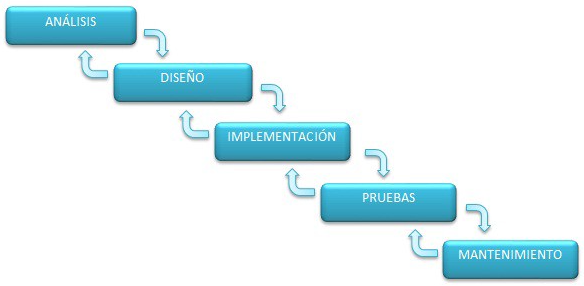 ANÁLISIS
DISEÑO
IMPLEMENTACIÓN
PRUEBAS
MANTENIMIENTO